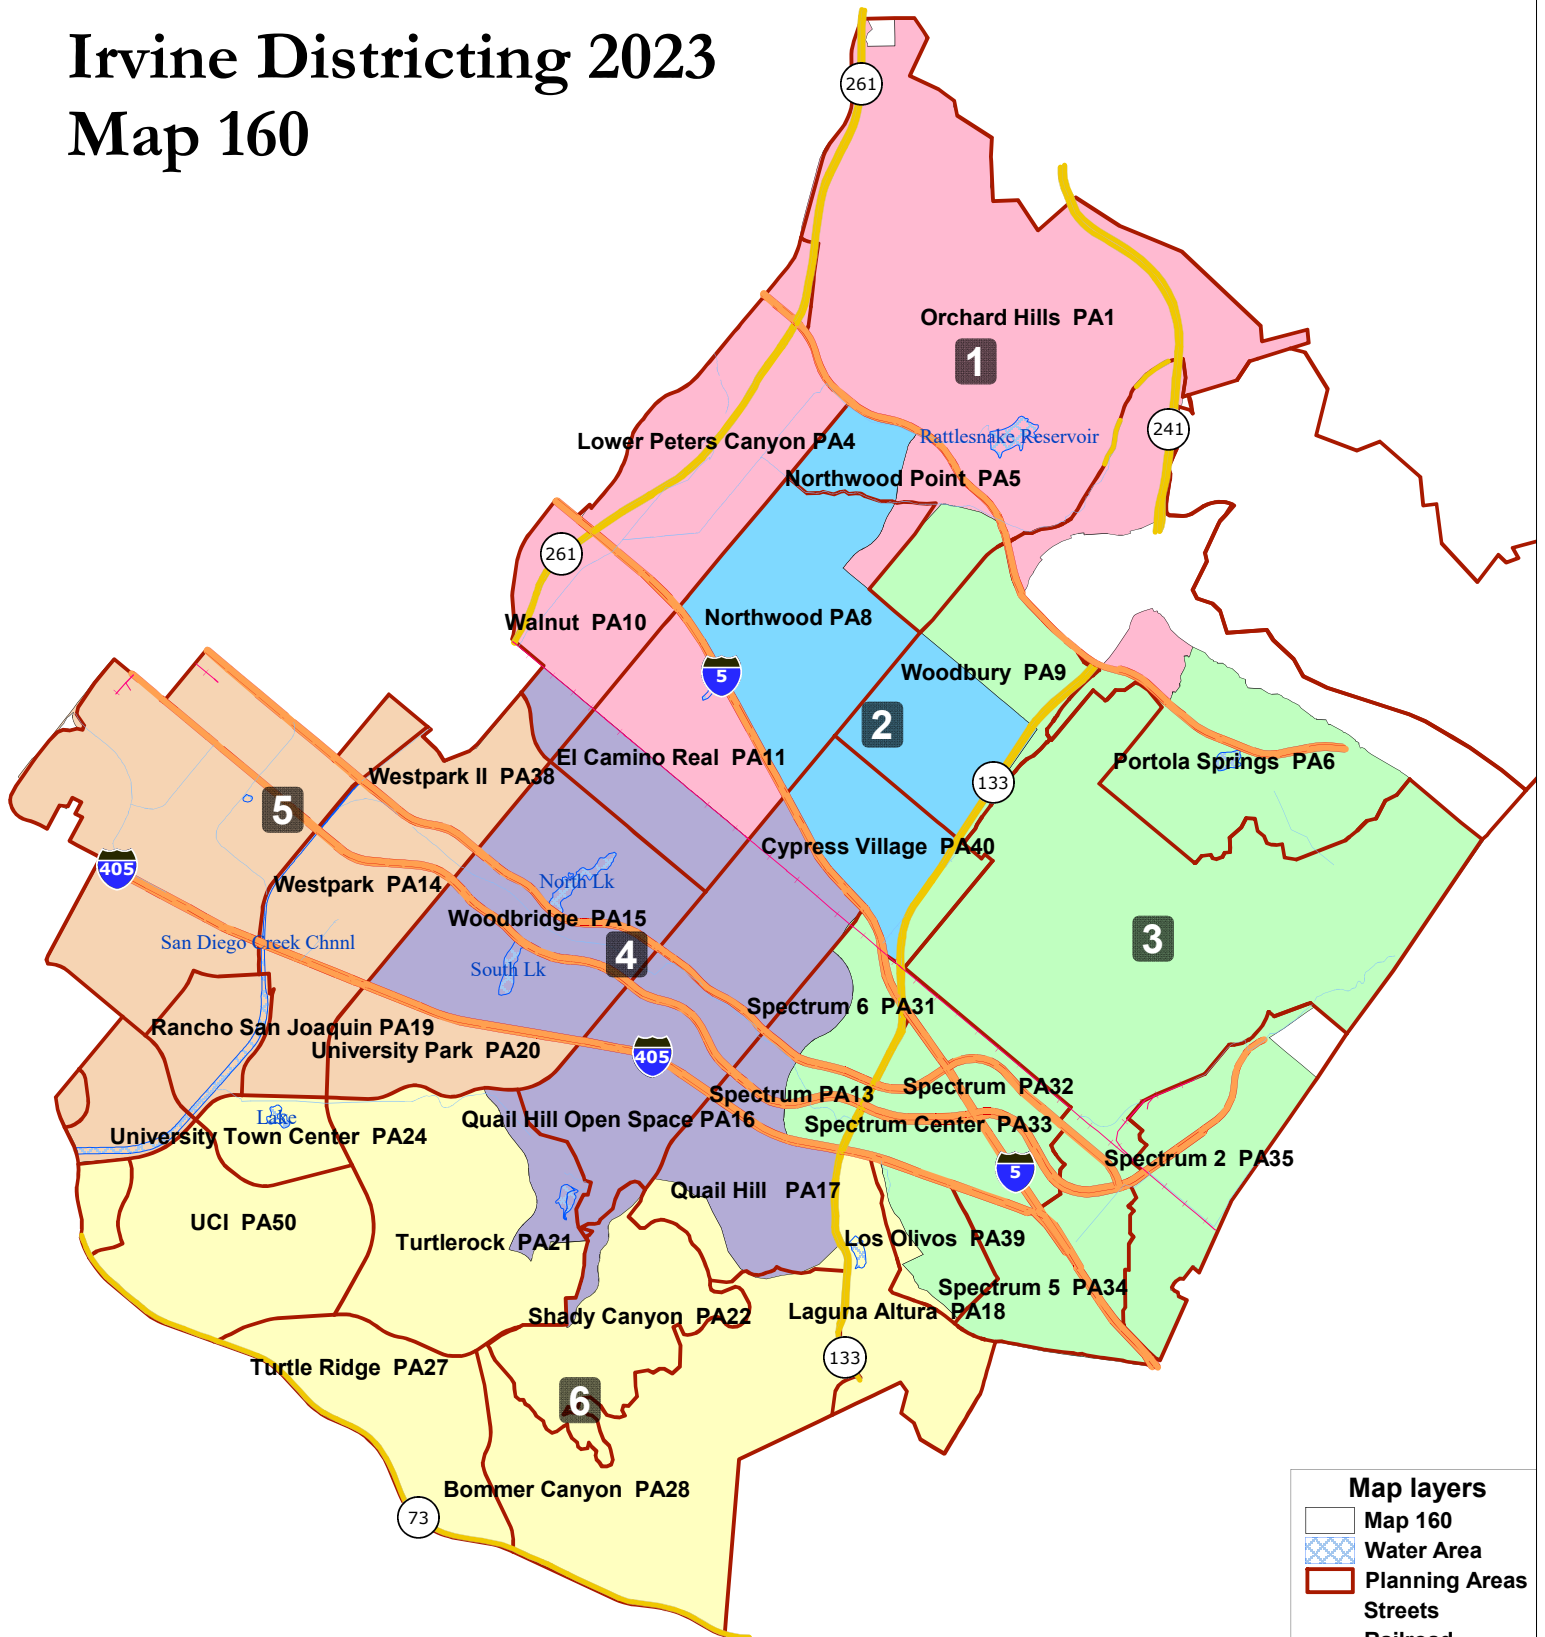 Irvine Districting 2023
Map 160
261
Orchard Hills PA1
1
241
Rattlesnake Reservoir
Lower Peters Canyon PA4
Northwood Point PA5
261
Walnut PA10
Northwood PA8
5
Woodbury PA9
2
El Camino Real PA11
Portola Springs PA6
Westpark II PA38
133
5
Cypress Village PA40
405
North Lk
Westpark PA14
Woodbridge PA15
San Diego Creek Chnnl
4
3
South Lk
Spectrum 6 PA31
Rancho San Joaquin PA19
University Park PA20
405
Spectrum PA13
Spectrum PA32
Lake
Quail Hill Open Space PA16
Spectrum Center PA33
University Town Center PA24
Spectrum 2 PA35
5
Quail Hill PA17
UCI PA50
Turtlerock PA21
Los Olivos PA39
Spectrum 5 PA34
Shady Canyon PA22
Laguna Altura PA18
133
Turtle Ridge PA27
6
Bommer Canyon PA28
73
Map layers
Map 160
Water Area
Planning Areas
Streets
Railroad